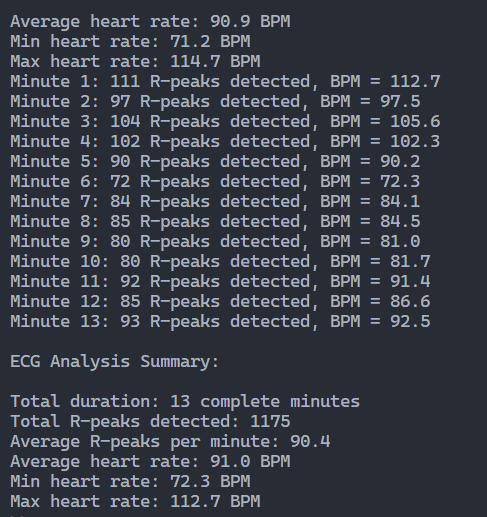 Average heart rate: 90.9 BPM
Min heart rate: 71.2 BPM
Max heart rate: 114.7 BPM
Minute 1: 111 R-peaks detected, BPM = 112.7
Minute 2: 97 R-peaks detected, BPM = 97.5
Minute 3: 104 R-peaks detected, BPM = 105.6
Minute 4: 102 R-peaks detected, BPM = 102.3
Minute 5: 90 R-peaks detected, BPM = 90.2
Minute 6: 72 R-peaks detected, BPM = 72.3
Minute 7: 84 R-peaks detected, BPM = 84.1
Minute 8: 85 R-peaks detected, BPM = 84.5
Minute 9: 80 R-peaks detected, BPM = 81.0
Minute 10: 80 R-peaks detected, BPM = 81.7
Minute 11: 92 R-peaks detected, BPM = 91.4
Minute 12: 85 R-peaks detected, BPM = 86.6
Minute 13: 93 R-peaks detected, BPM = 92.5
ECG Analysis Summary:
Total duration: 13 complete minutes
Total R-peaks detected: 1175
Average R-peaks per minute: 90.4
Average heart rate: 91.0 BPM
Min heart rate: 72.3 BPM
Max heart rate: 112.7 BPM